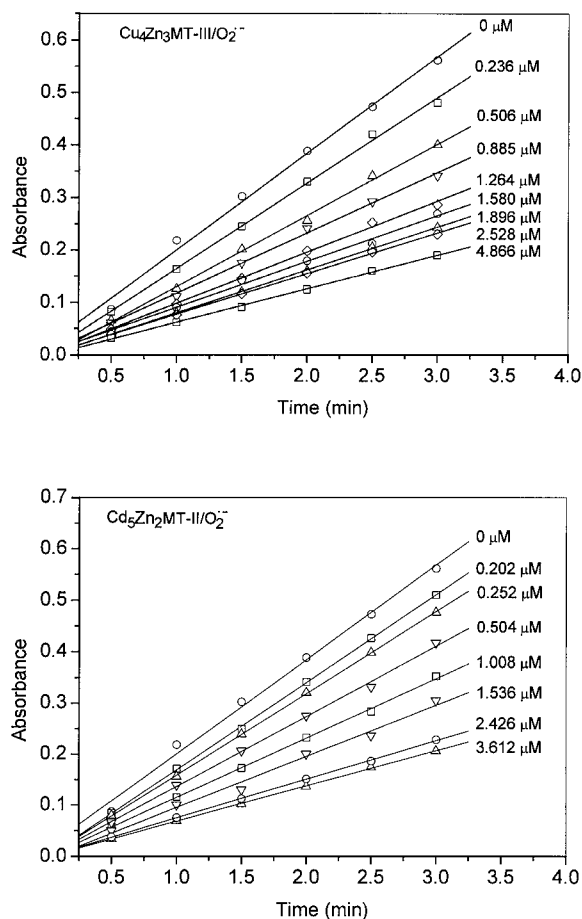 Cu4Zn3MT-III/O2·-
0 μM
0.236 μM
0.506 μM
0.885 μM
1.264 μM
1.580 μM
1.896 μM
2.528 μM
4.866 μM
0.6
0.5
0.4
0.3
0.2
0.1
0.0
Absorbance
0.5 1.0 1.5 2.0 2.5 3.0 3.5 4.0
Time (min)
Cd5Zn2MT-II/O2·-
0 μM
0.202 μM
0.252 μM
0.504 μM
1.008 μM
1.536 μM
2.426 μM
3.612 μM
0.7
0.6
0.5
0.4
0.3
0.2
0.1
0.0
Absorbance
0.5 1.0 1.5 2.0 2.5 3.0 3.5 4.0
Time (min)